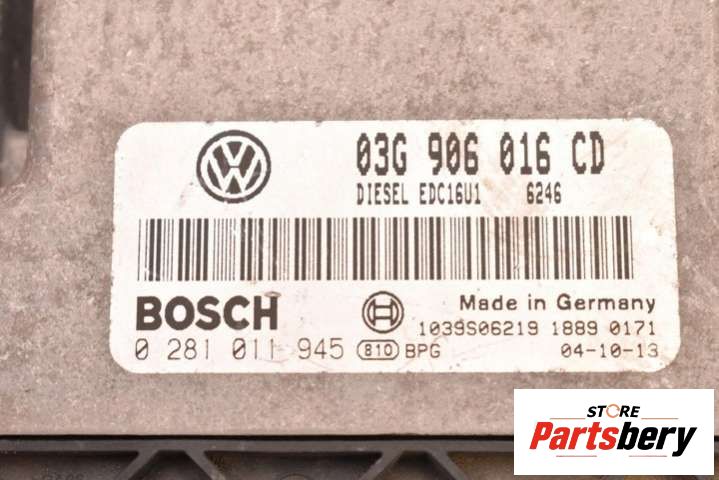 03G 906 016 CD
DIESEL EDC16U1 6246
BOSCH
Made in Germany
1039S06219 1889 0171
0 281 011 945 810 BPG 04-10-13
STORE
Partsbery